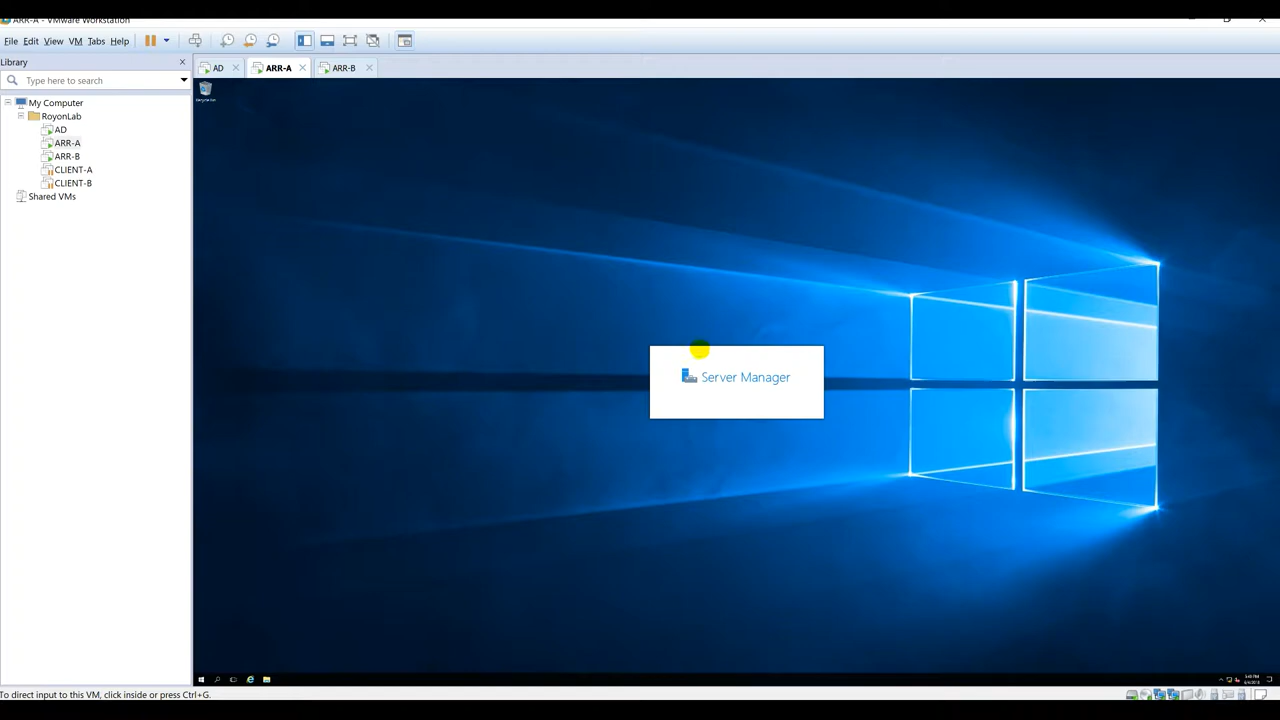 ARR-A - VMware Workstation
File Edit View VM Tabs Help
Library
Type here to search
My Computer
RoyonLab
AD
ARR-A
ARR-B
CLIENT-A
CLIENT-B
Shared VMs
AD ARR-A ARR-B
Recycle Bin
Server Manager
To direct input to this VM, click inside or press Ctrl+G.